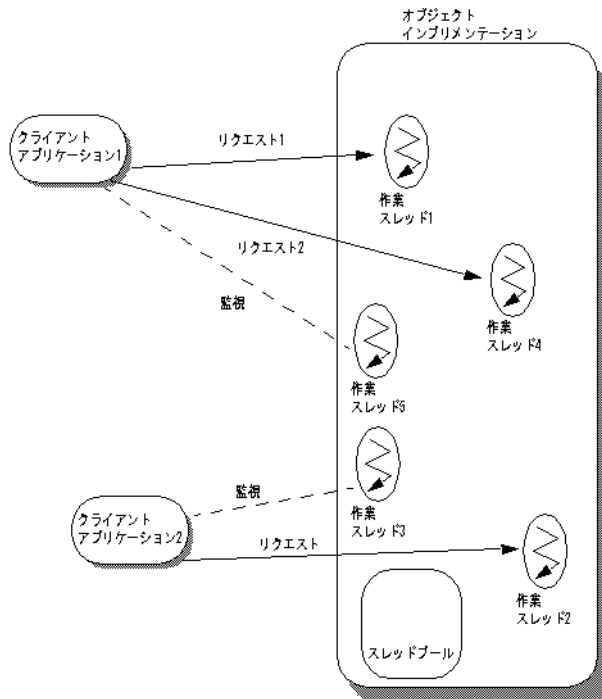 オブジェクト
インプリメンテーション
クライアント
アプリケーション1
リクエスト1
作業
スレッド1
リクエスト2
監視
作業
スレッド4
作業
スレッド5
監視
作業
スレッド3
クライアント
アプリケーション2
リクエスト
作業
スレッド2
スレッドプール